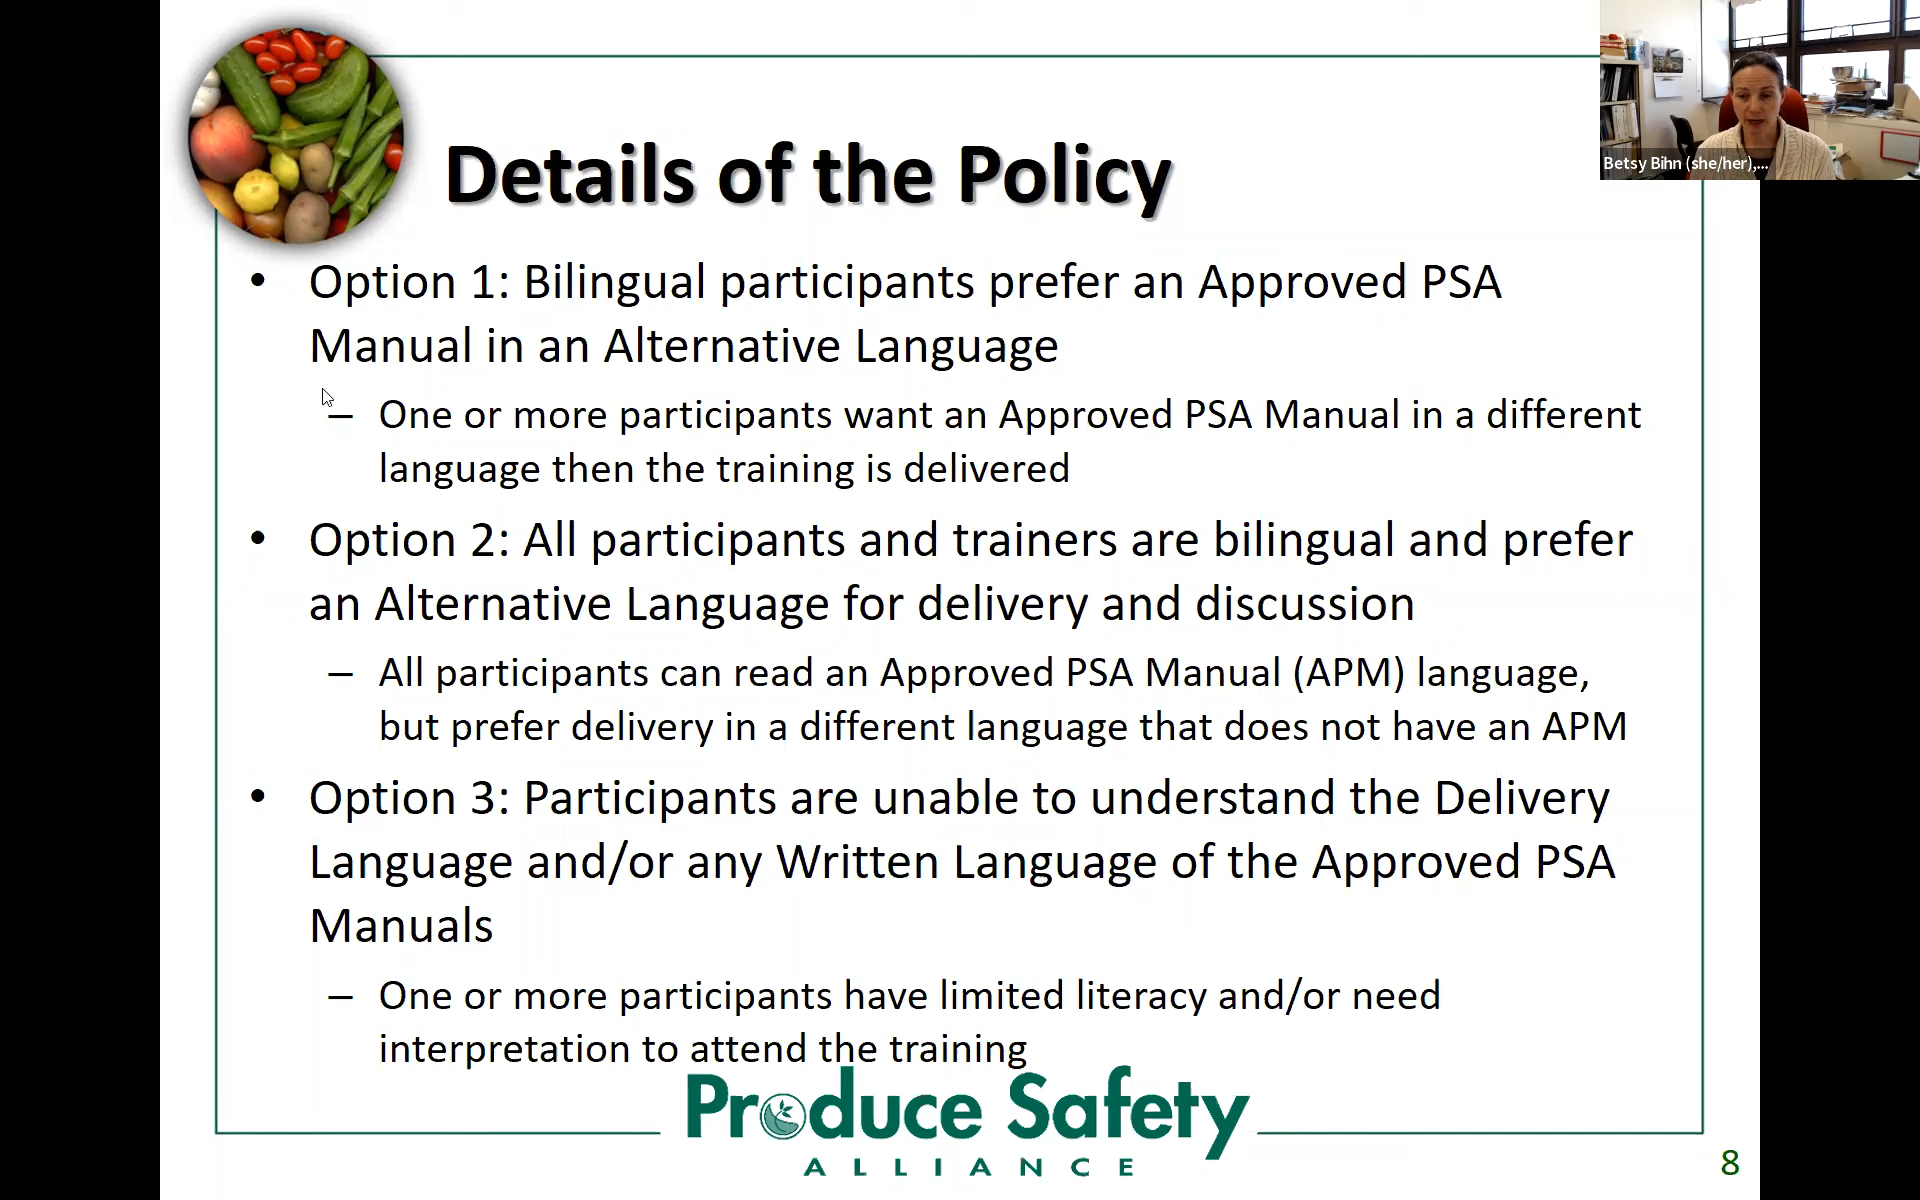 Betsy Bihn (she/her),...
Details of the Policy
• Option 1: Bilingual participants prefer an Approved PSA
Manual in an Alternative Language
– One or more participants want an Approved PSA Manual in a different
language then the training is delivered
• Option 2: All participants and trainers are bilingual and prefer
an Alternative Language for delivery and discussion
– All participants can read an Approved PSA Manual (APM) language,
but prefer delivery in a different language that does not have an APM
• Option 3: Participants are unable to understand the Delivery
Language and/or any Written Language of the Approved PSA
Manuals
– One or more participants have limited literacy and/or need
interpretation to attend the training
Produce Safety
ALLIANCE
8